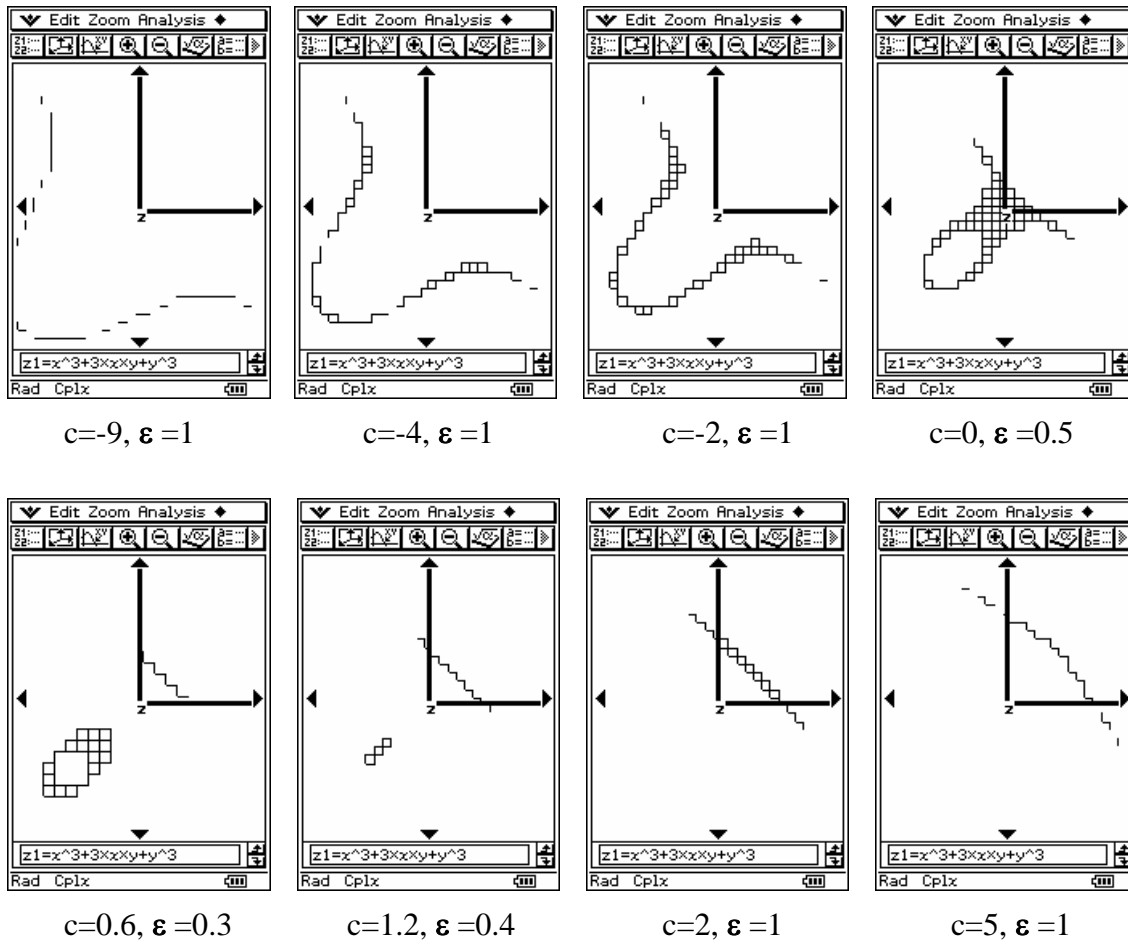 Edit Zoom Analysis ◆ Edit Zoom Analysis ◆ Edit Zoom Analysis ◆ Edit Zoom Analysis ◆
z z z z
z1=x^3+3×x×y+y^3 z1=x^3+3×x×y+y^3 z1=x^3+3×x×y+y^3 z1=x^3+3×x×y+y^3
Rad Cplx Rad Cplx Rad Cplx Rad Cplx
c=-9, ε =1 c=-4, ε =1 c=-2, ε =1 c=0, ε =0.5
Edit Zoom Analysis ◆ Edit Zoom Analysis ◆ Edit Zoom Analysis ◆ Edit Zoom Analysis ◆
z z z z
z1=x^3+3×x×y+y^3 z1=x^3+3×x×y+y^3 z1=x^3+3×x×y+y^3 z1=x^3+3×x×y+y^3
Rad Cplx Rad Cplx Rad Cplx Rad Cplx
c=0.6, ε =0.3 c=1.2, ε =0.4 c=2, ε =1 c=5, ε =1